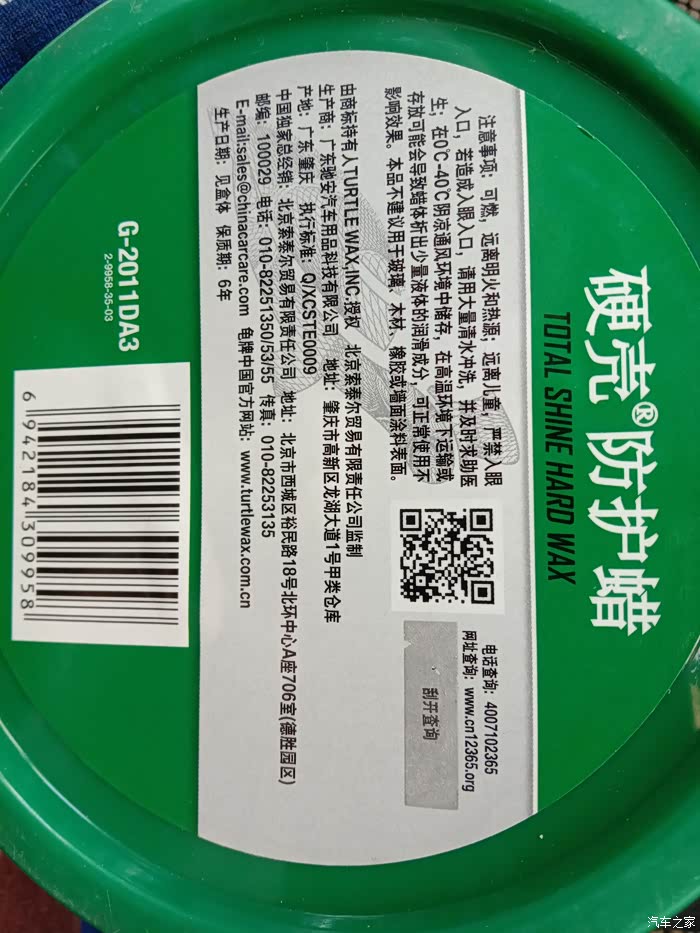 硬壳®防护蜡
TOTAL SHINE HARD WAX
注意事项：可燃，远离明火和热源；远离儿童，严禁入眼
入口，若造成入眼入口，请用大量清水冲洗，并及时求助医
生；在0℃-40℃阴凉通风环境中储存，在高温环境下运输或
存放可能会导致蜡体析出少量液体的润滑成分，可正常使用不
影响效果。本品不建议用于玻璃、木材、橡胶或墙面涂料表面。
电话查询：4007102365
网址查询：www.cn12365.org
刮开查询
由商标持有人TURTLE WAX,INC.授权 北京索泰尔贸易有限责任公司监制
生产商：广东驰安汽车用品科技有限公司 地址：肇庆市高新区龙湖大道1号甲类仓库
产地：广东肇庆 执行标准：Q/XCSTE0009
中国独家总经销：北京索泰尔贸易有限责任公司 地址：北京市西城区裕民路18号北环中心A座706室(德胜园区)
邮编：100029 电话：010-82251350/53/55 传真：010-82253135
E-mail:sales@chinacarcare.com 龟牌中国官方网站：www.turtlewax.com.cn
生产日期：见盒体 保质期：6年
G-2011DA3
2-9958-35-03
6942184309958
汽车之家